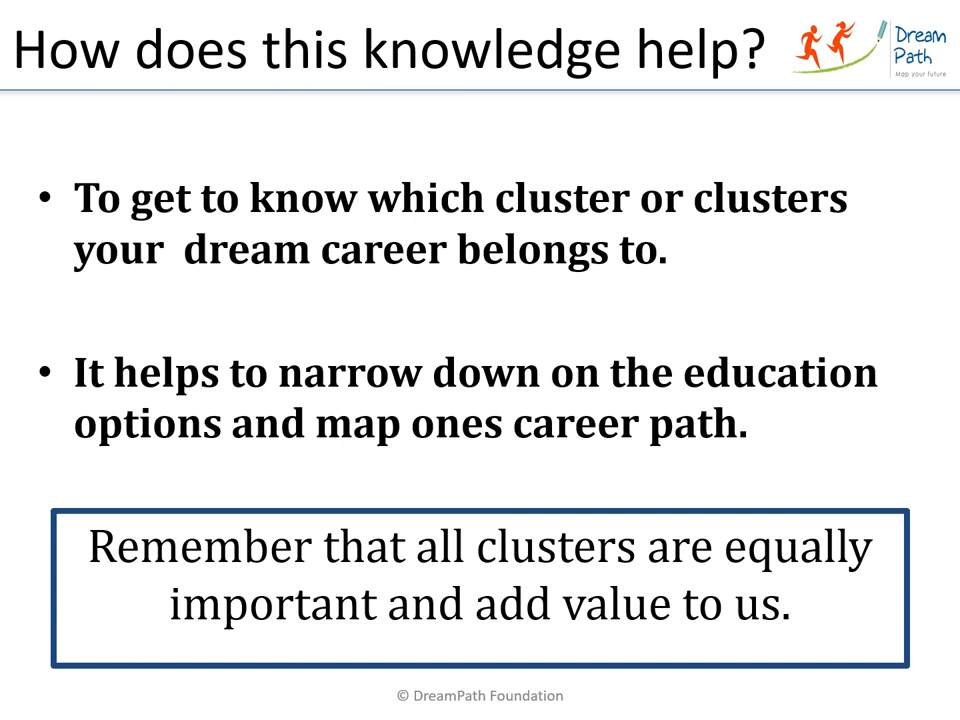 How does this knowledge help?
Dream
Path
Map your future
• To get to know which cluster or clusters
your  dream career belongs to.
• It helps to narrow down on the education
options and map ones career path.
Remember that all clusters are equally
important and add value to us.
© DreamPath Foundation